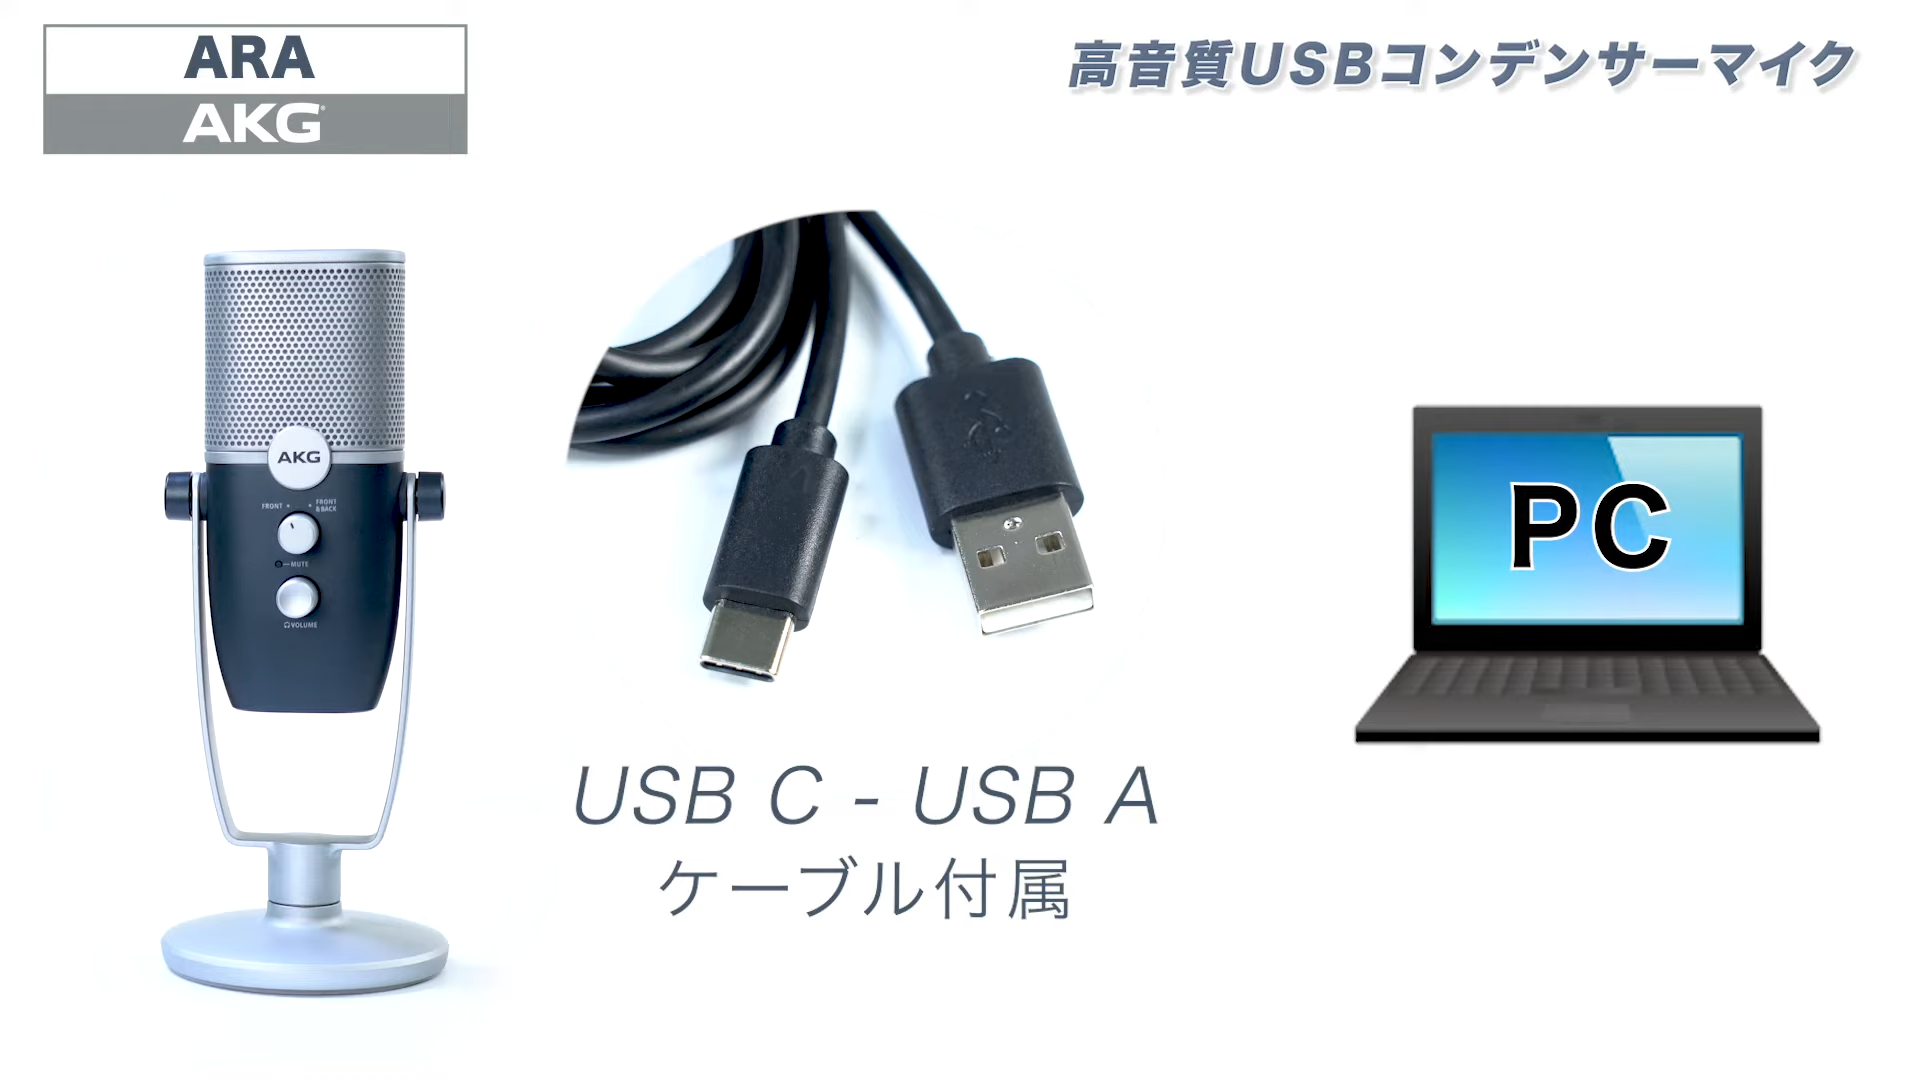 ARA
AKG
高音質USBコンデンサーマイク
AKG
FRONT
FRONT
&BACK
MUTE
VOLUME
PC
USB C - USB A
ケーブル付属